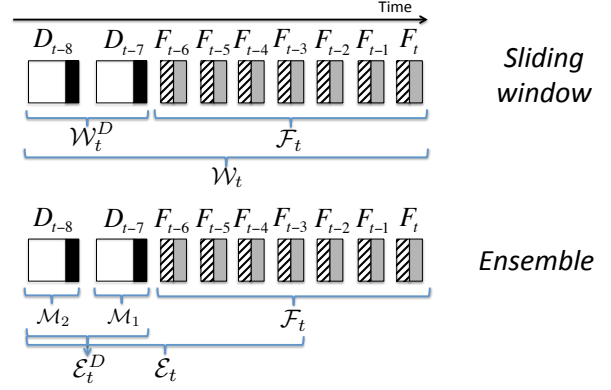 Time
D_{t-8} D_{t-7} F_{t-6} F_{t-5} F_{t-4} F_{t-3} F_{t-2} F_{t-1} F_t
Sliding
window
𝒲_t^D ℱ_t
𝒲_t
D_{t-8} D_{t-7} F_{t-6} F_{t-5} F_{t-4} F_{t-3} F_{t-2} F_{t-1} F_t
Ensemble
ℳ_2 ℳ_1 ℱ_t
ℰ_t^D ℰ_t